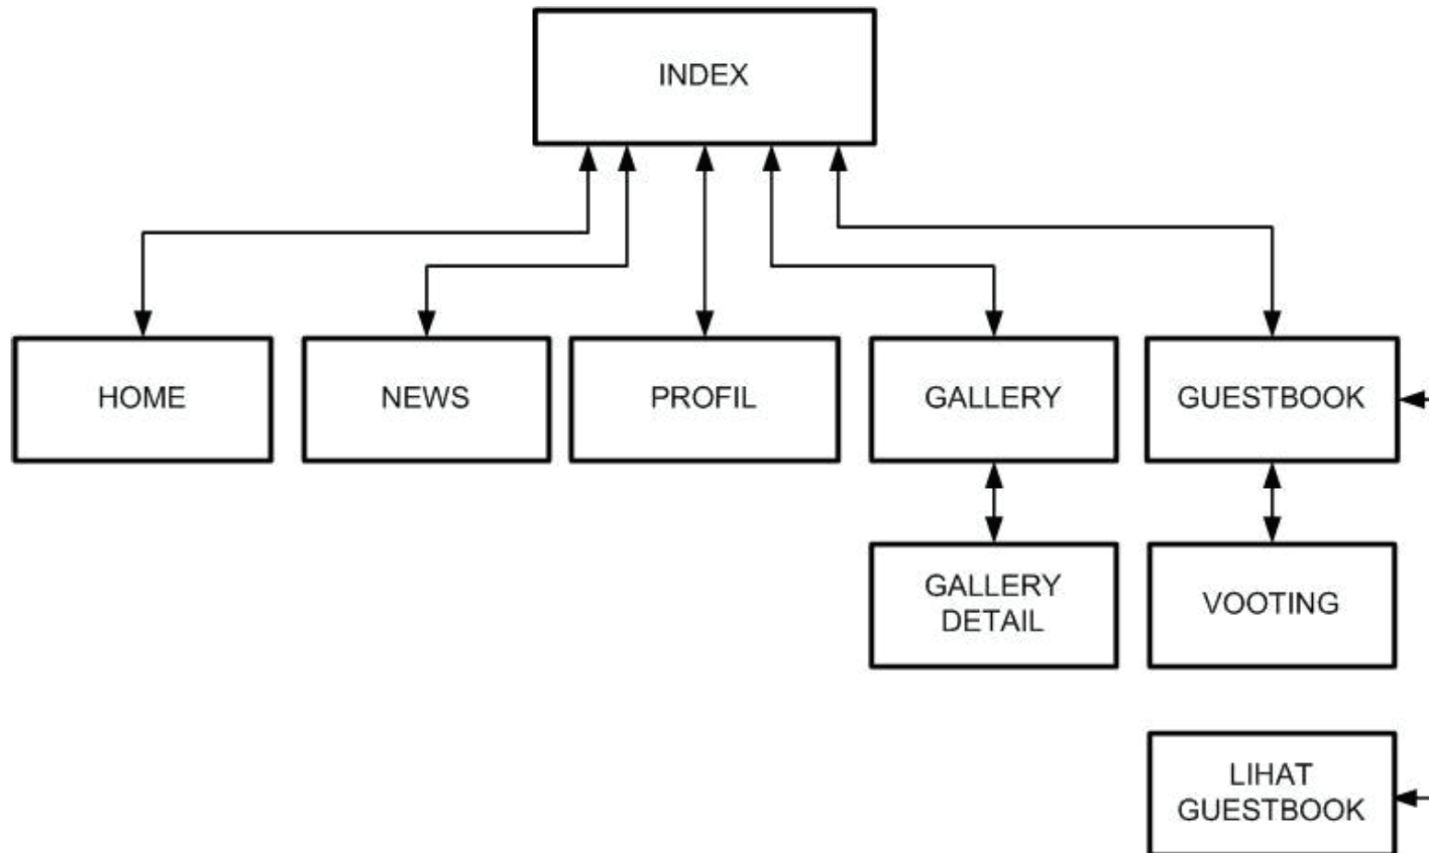 INDEX
HOME
NEWS
PROFIL
GALLERY
GUESTBOOK
GALLERY
DETAIL
VOOTING
LIHAT
GUESTBOOK